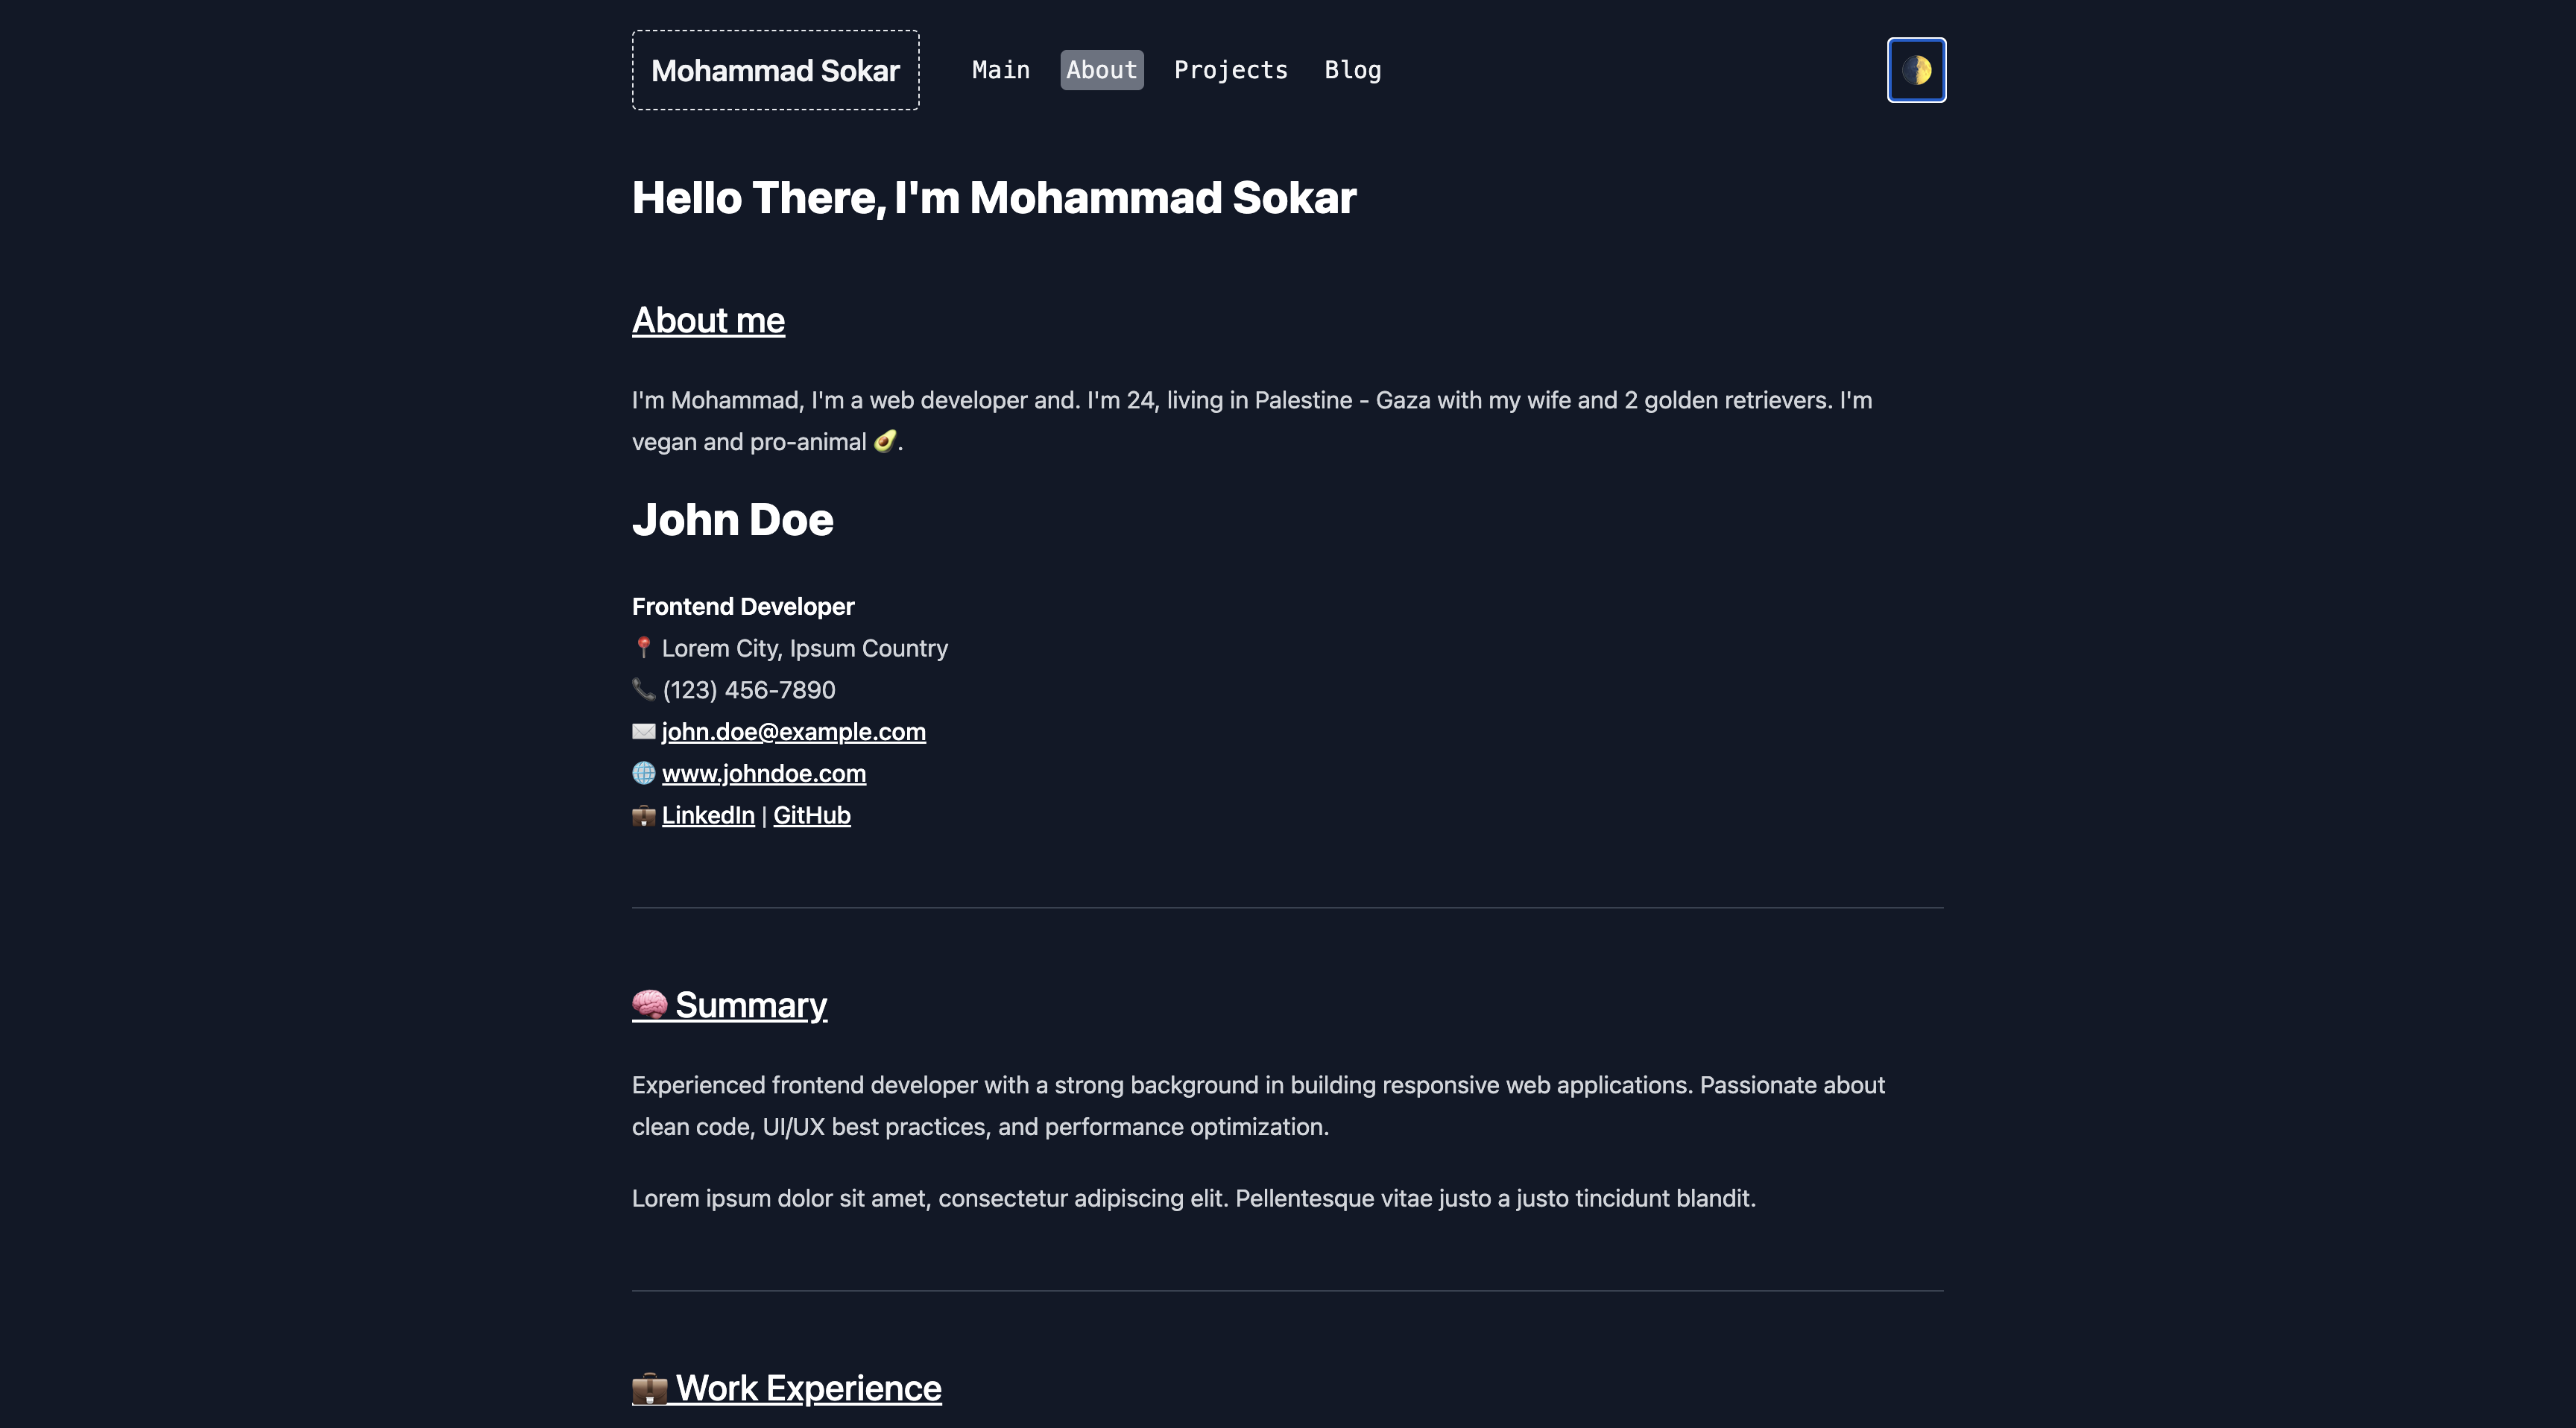 Mohammad Sokar
Main
About
Projects
Blog
Hello There, I'm Mohammad Sokar
About me
I'm Mohammad, I'm a web developer and. I'm 24, living in Palestine - Gaza with my wife and 2 golden retrievers. I'm
vegan and pro-animal 🥑.
John Doe
Frontend Developer
📍 Lorem City, Ipsum Country
📞 (123) 456-7890
✉️ john.doe@example.com
🌐 www.johndoe.com
💼 LinkedIn | GitHub
🧠 Summary
Experienced frontend developer with a strong background in building responsive web applications. Passionate about
clean code, UI/UX best practices, and performance optimization.
Lorem ipsum dolor sit amet, consectetur adipiscing elit. Pellentesque vitae justo a justo tincidunt blandit.
💼 Work Experience